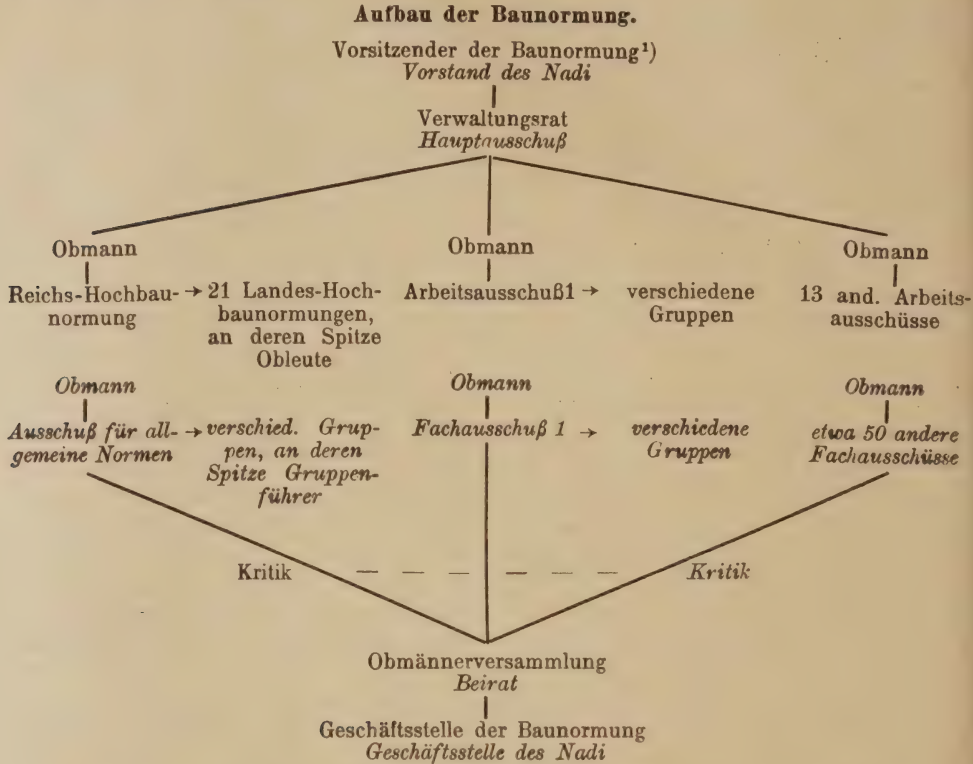 Aufbau der Baunormung.
Vorsitzender der Baunormung¹)
Vorstand des Nadi
Verwaltungsrat
Hauptausschuß
Obmann
Reichs-Hochbau- →
normung
21 Landes-Hoch-
baunormungen,
an deren Spitze
Obleute
Obmann
Arbeitsausschuß1 →
verschiedene
Gruppen
Obmann
13 and. Arbeits-
ausschüsse
Obmann
Ausschuß für all- →
gemeine Normen
verschied. Grup-
pen, an deren
Spitze Gruppen-
führer
Obmann
Fachausschuß 1 →
verschiedene
Gruppen
Obmann
etwa 50 andere
Fachausschüsse
Kritik — — — — — — Kritik
Obmännerversammlung
Beirat
Geschäftsstelle der Baunormung
Geschäftsstelle des Nadi